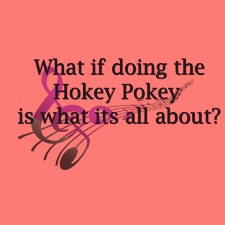 What if doing the
Hokey Pokey
is what its all about?